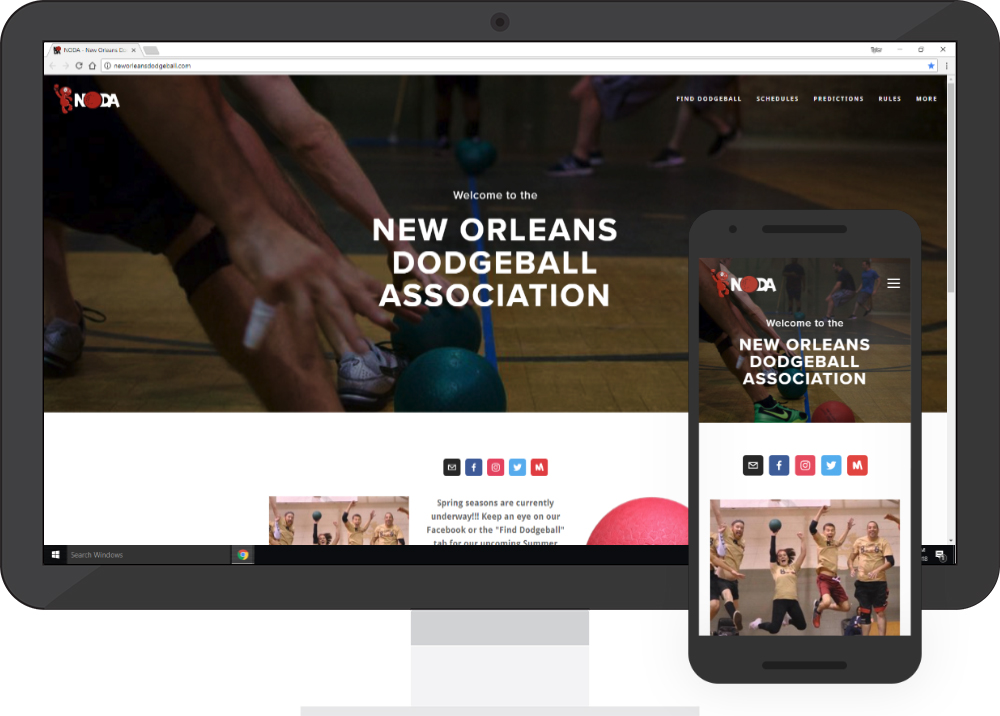 NODA - New Orleans Do
Tyler
neworleansdodgeball.com
NODA
FIND DODGEBALL SCHEDULES PREDICTIONS RULES MORE
Welcome to the
NEW ORLEANS
DODGEBALL
ASSOCIATION
Spring seasons are currently
underway!!! Keep an eye on our
Facebook or the "Find Dodgeball"
tab for our upcoming Summer
Search Windows
NODA
Welcome to the
NEW ORLEANS
DODGEBALL
ASSOCIATION